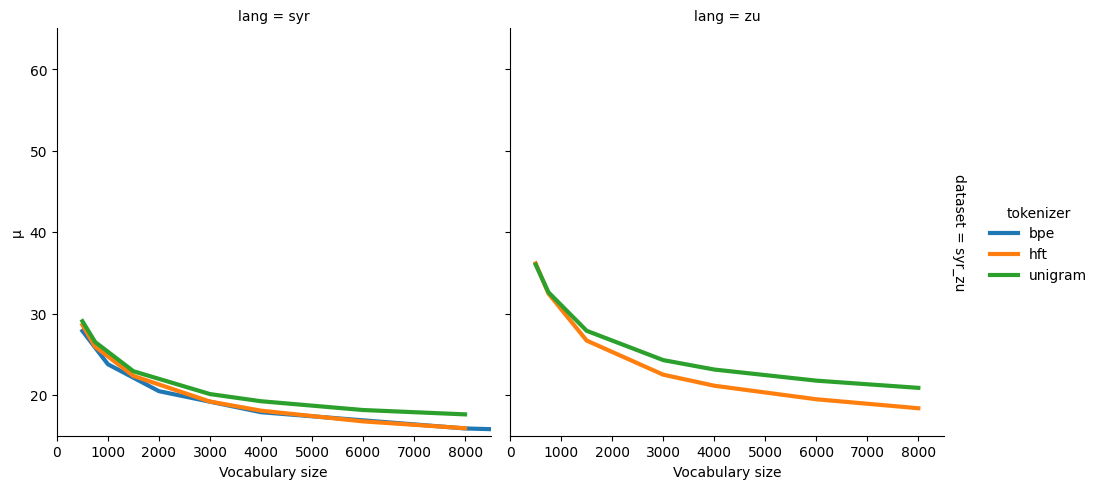 lang = syr
lang = zu
60
50
40
30
20
μ
0 1000 2000 3000 4000 5000 6000 7000 8000
0 1000 2000 3000 4000 5000 6000 7000 8000
Vocabulary size
Vocabulary size
dataset = syr_zu
tokenizer
bpe
hft
unigram